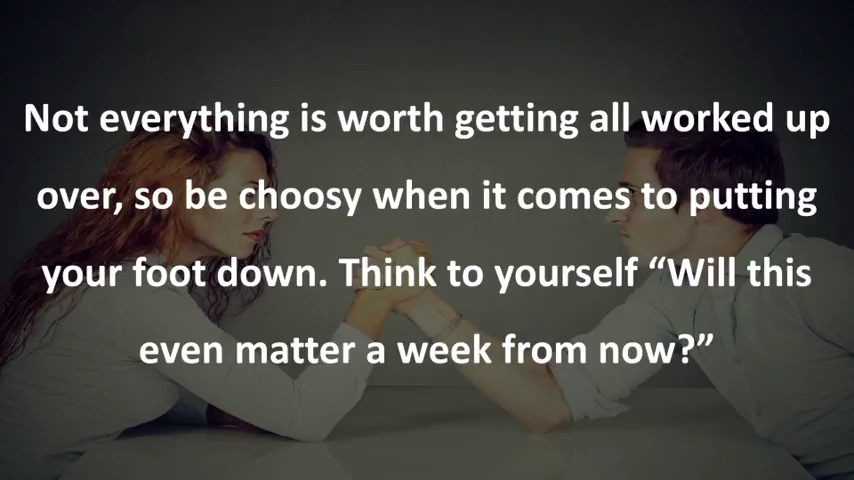 Not everything is worth getting all worked up
over, so be choosy when it comes to putting
your foot down. Think to yourself “Will this
even matter a week from now?”